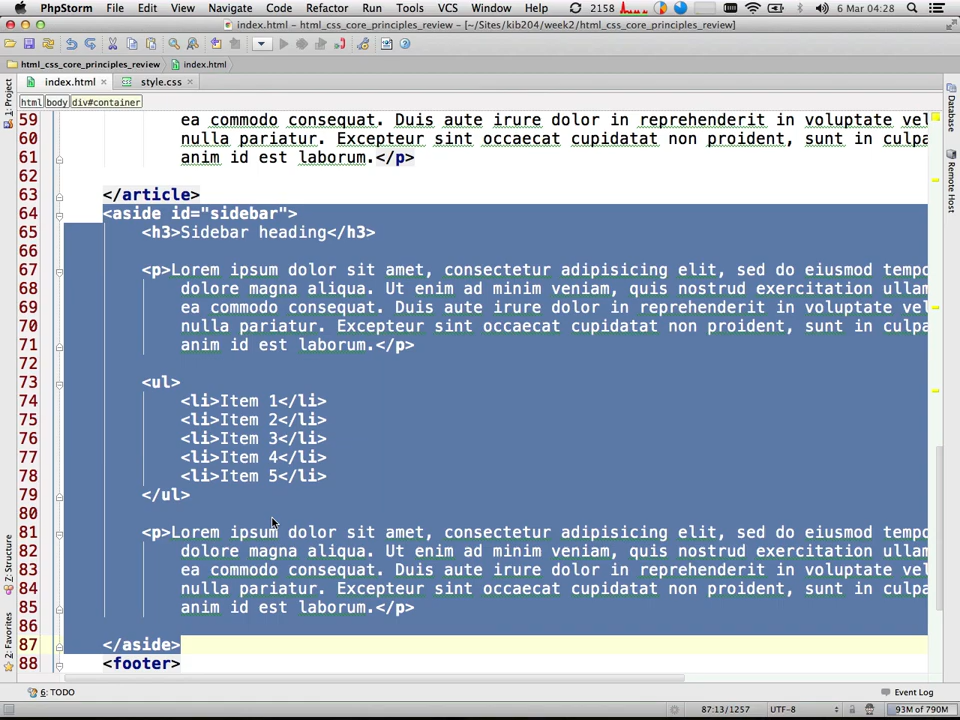 PhpStorm File Edit View Navigate Code Refactor Run Tools VCS Window Help 2158 6 Mar 04:28
index.html - html_css_core_principles_review - [~/Sites/kib204/week2/html_css_core_principles_review]
html_css_core_principles_review index.html
index.html style.css
html body div#container
1: Project
Database
Remote Host
Z: Structure
2: Favorites
59 ea commodo consequat. Duis aute irure dolor in reprehenderit in voluptate vel
60 nulla pariatur. Excepteur sint occaecat cupidatat non proident, sunt in culpa
61 anim id est laborum.</p>
62
63 </article>
64 <aside id="sidebar">
65 <h3>Sidebar heading</h3>
66
67 <p>Lorem ipsum dolor sit amet, consectetur adipisicing elit, sed do eiusmod tempo
68 dolore magna aliqua. Ut enim ad minim veniam, quis nostrud exercitation ullam
69 ea commodo consequat. Duis aute irure dolor in reprehenderit in voluptate vel
70 nulla pariatur. Excepteur sint occaecat cupidatat non proident, sunt in culpa
71 anim id est laborum.</p>
72
73 <ul>
74 <li>Item 1</li>
75 <li>Item 2</li>
76 <li>Item 3</li>
77 <li>Item 4</li>
78 <li>Item 5</li>
79 </ul>
80
81 <p>Lorem ipsum dolor sit amet, consectetur adipisicing elit, sed do eiusmod tempo
82 dolore magna aliqua. Ut enim ad minim veniam, quis nostrud exercitation ullam
83 ea commodo consequat. Duis aute irure dolor in reprehenderit in voluptate vel
84 nulla pariatur. Excepteur sint occaecat cupidatat non proident, sunt in culpa
85 anim id est laborum.</p>
86
87 </aside>
88 <footer>
6: TODO Event Log
87:13/1257 UTF-8 93M of 790M